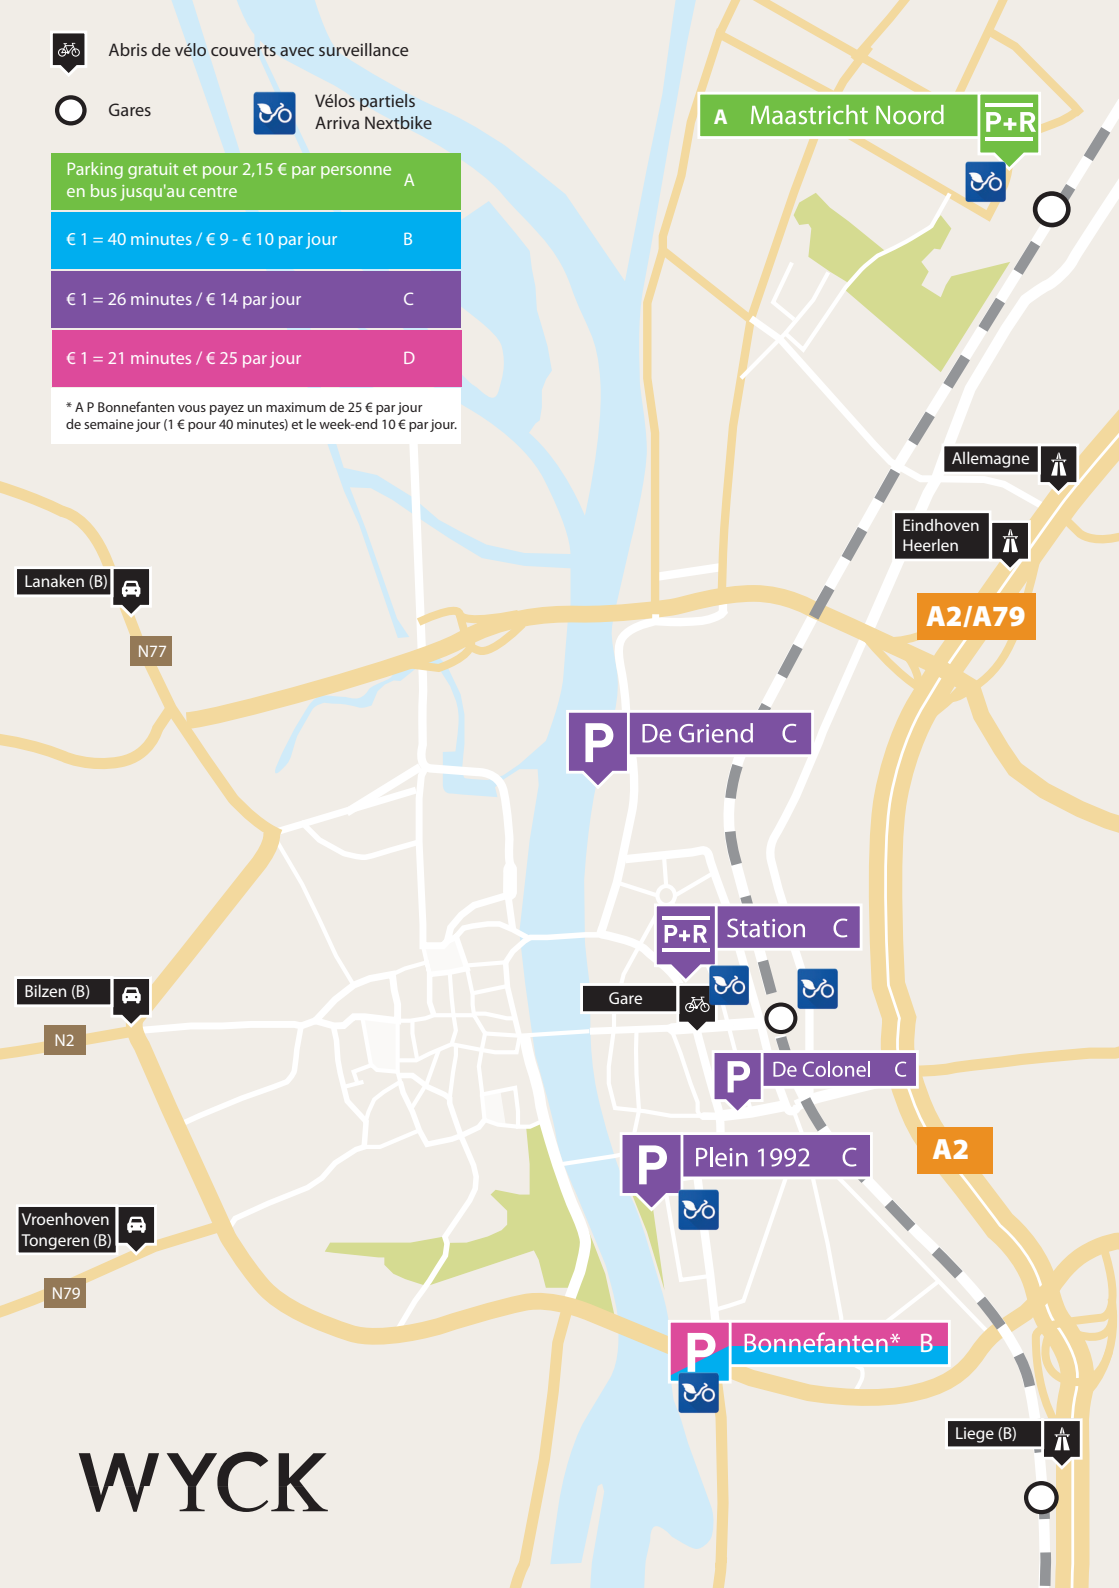 Abris de vélo couverts avec surveillance
Gares
Vélos partiels
Arriva Nextbike
Parking gratuit et pour 2,15 € par personne
en bus jusqu'au centre
A
€ 1 = 40 minutes / € 9 - € 10 par jour
B
€ 1 = 26 minutes / € 14 par jour
C
€ 1 = 21 minutes / € 25 par jour
D
* A P Bonnefanten vous payez un maximum de 25 € par jour
de semaine jour (1 € pour 40 minutes) et le week-end 10 € par jour.
A Maastricht Noord P+R
Allemagne
Eindhoven
Heerlen
A2/A79
Lanaken (B)
N77
P De Griend C
P+R Station C
Gare
Bilzen (B)
N2
P De Colonel C
A2
P Plein 1992 C
Vroenhoven
Tongeren (B)
N79
P Bonnefanten* B
Liege (B)
WYCK